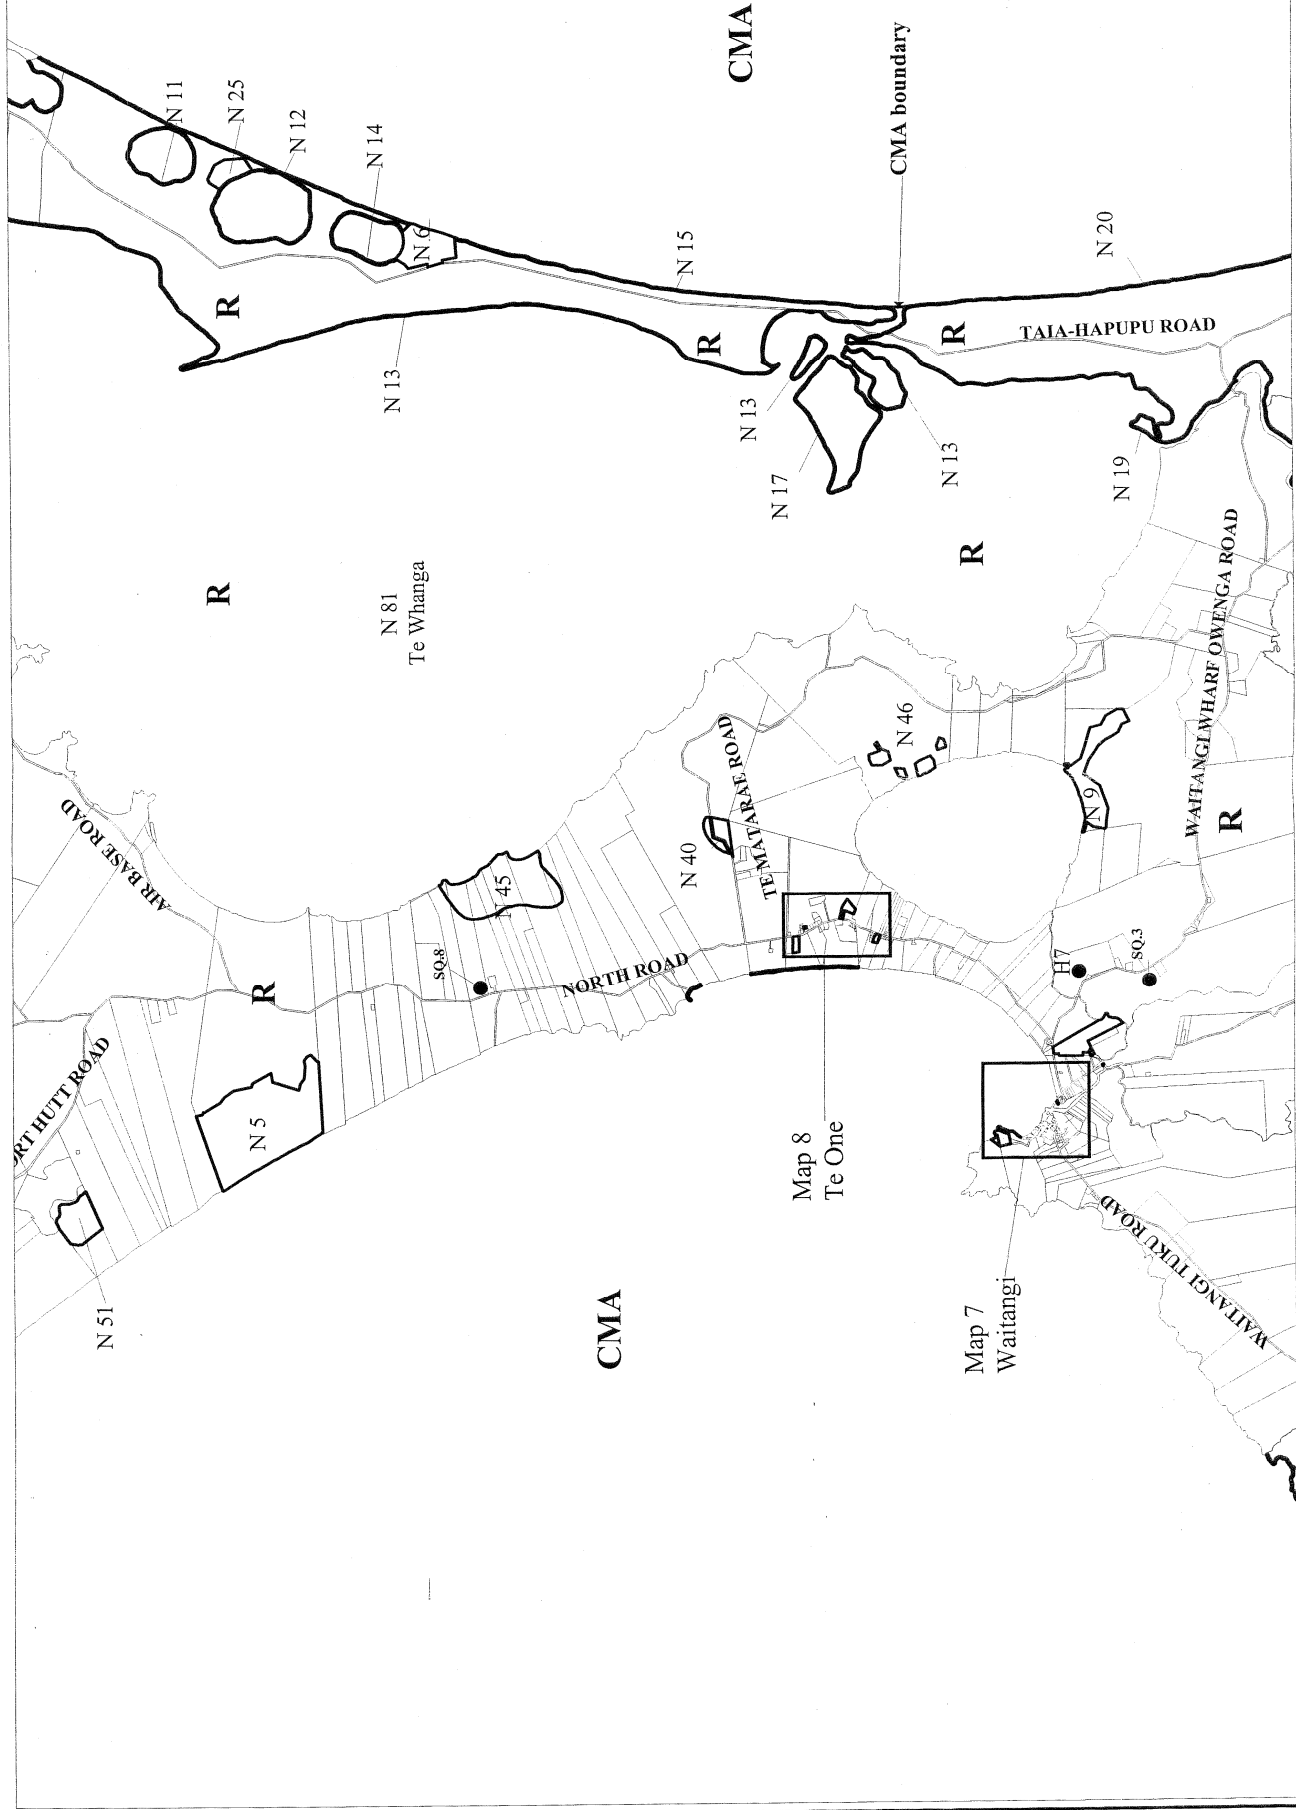 CMA
N 11
N 25
N 12
N 14
N 6
N 15
CMA boundary
N 20
R
R
R
TAIA-HAPUPU ROAD
N 13
N 13
N 17
N 13
N 19
R
N 81
Te Whanga
R
AIR BASE ROAD
N 45
N 40
TE MATARAE ROAD
N 46
N 9
WAITANGI WHARF OWENGA ROAD
R
R
SQ.8
NORTH ROAD
H7
SQ.3
ORT HUTT ROAD
N 5
N 51
Map 8
Te One
CMA
Map 7
Waitangi
WAITANGI TUKU ROAD